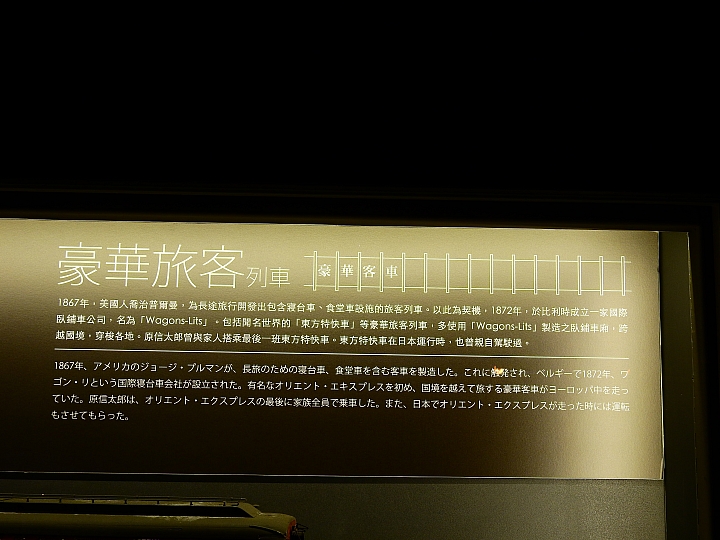 豪華旅客列車 豪華客車
1867年，美國人喬治普爾曼，為長途旅行開發出包含寢台車、食堂車設施的旅客列車。以此為契機，1872年，於比利時成立一家國際
臥鋪車公司，名為「Wagons-Lits」。包括聞名世界的「東方特快車」等豪華旅客列車，多使用「Wagons-Lits」製造之臥鋪車廂，跨
越國境，穿梭各地。原信太郎曾與家人搭乘最後一班東方特快車。東方特快車在日本運行時，也曾親自駕駛過。
1867年、アメリカのジョージ・プルマンが、長旅のための寝台車、食堂車を含む客車を製造した。これに触発され、ベルギーで1872年、ワ
ゴン・リという国際寝台車会社が設立された。有名なオリエント・エキスプレスを初め、国境を越えて旅する豪華客車がヨーロッパ中を走っ
ていた。原信太郎は、オリエント・エクスプレスの最後に家族全員で乗車した。また、日本でオリエント・エクスプレスが走った時には運転
もさせてもらった。